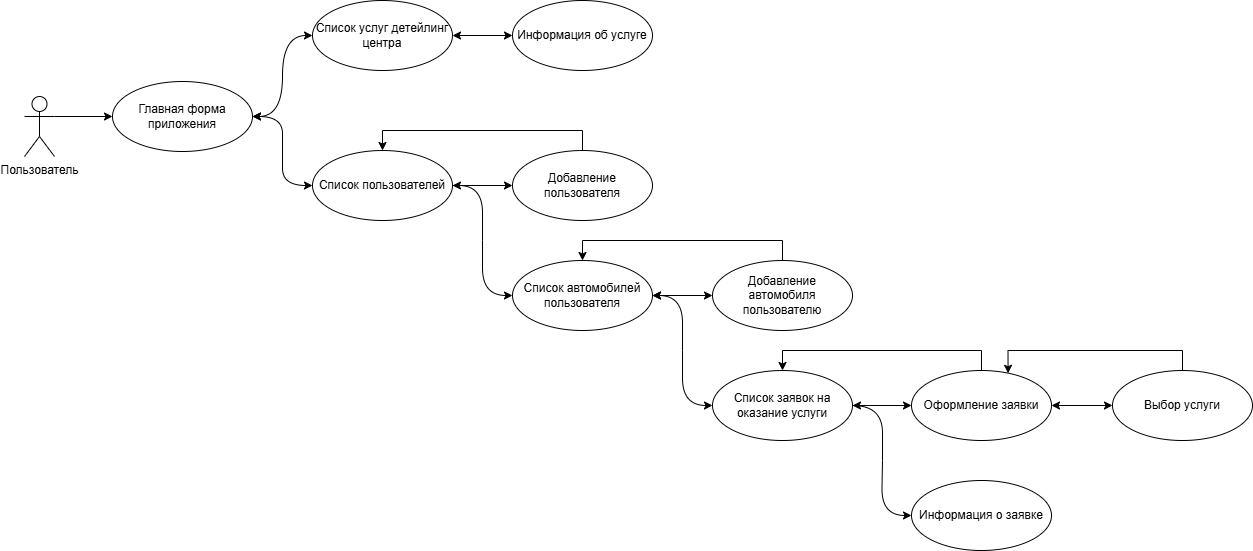 Список услуг детейлинг
центра
Информация об услуге
Главная форма
приложения
Пользователь
Список пользователей
Добавление
пользователя
Список автомобилей
пользователя
Добавление
автомобиля
пользователю
Список заявок на
оказание услуги
Оформление заявки
Выбор услуги
Информация о заявке